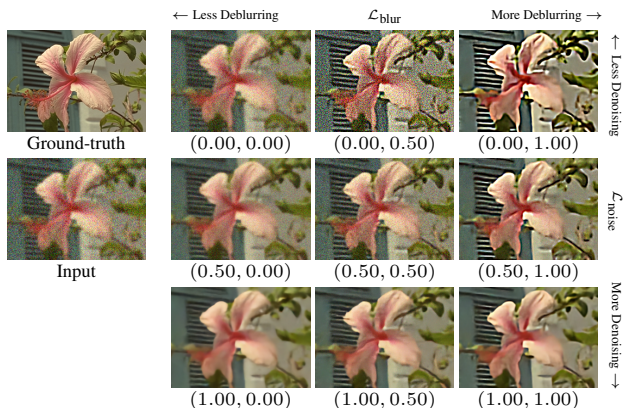 ← Less Deblurring
ℒblur
More Deblurring →
← Less Denoising
Ground-truth
(0.00, 0.00)
(0.00, 0.50)
(0.00, 1.00)
ℒnoise
Input
(0.50, 0.00)
(0.50, 0.50)
(0.50, 1.00)
More Denoising →
(1.00, 0.00)
(1.00, 0.50)
(1.00, 1.00)